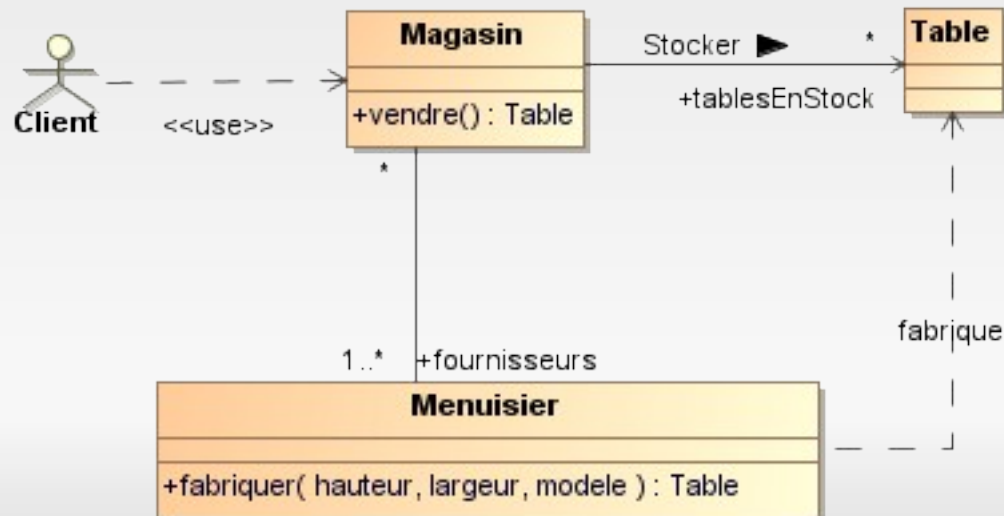 Magasin
Table
Stocker ► *
+tablesEnStock
Client
<<use>>
+vendre() : Table
*
fabrique
1..* +fournisseurs
Menuisier
+fabriquer( hauteur, largeur, modele ) : Table